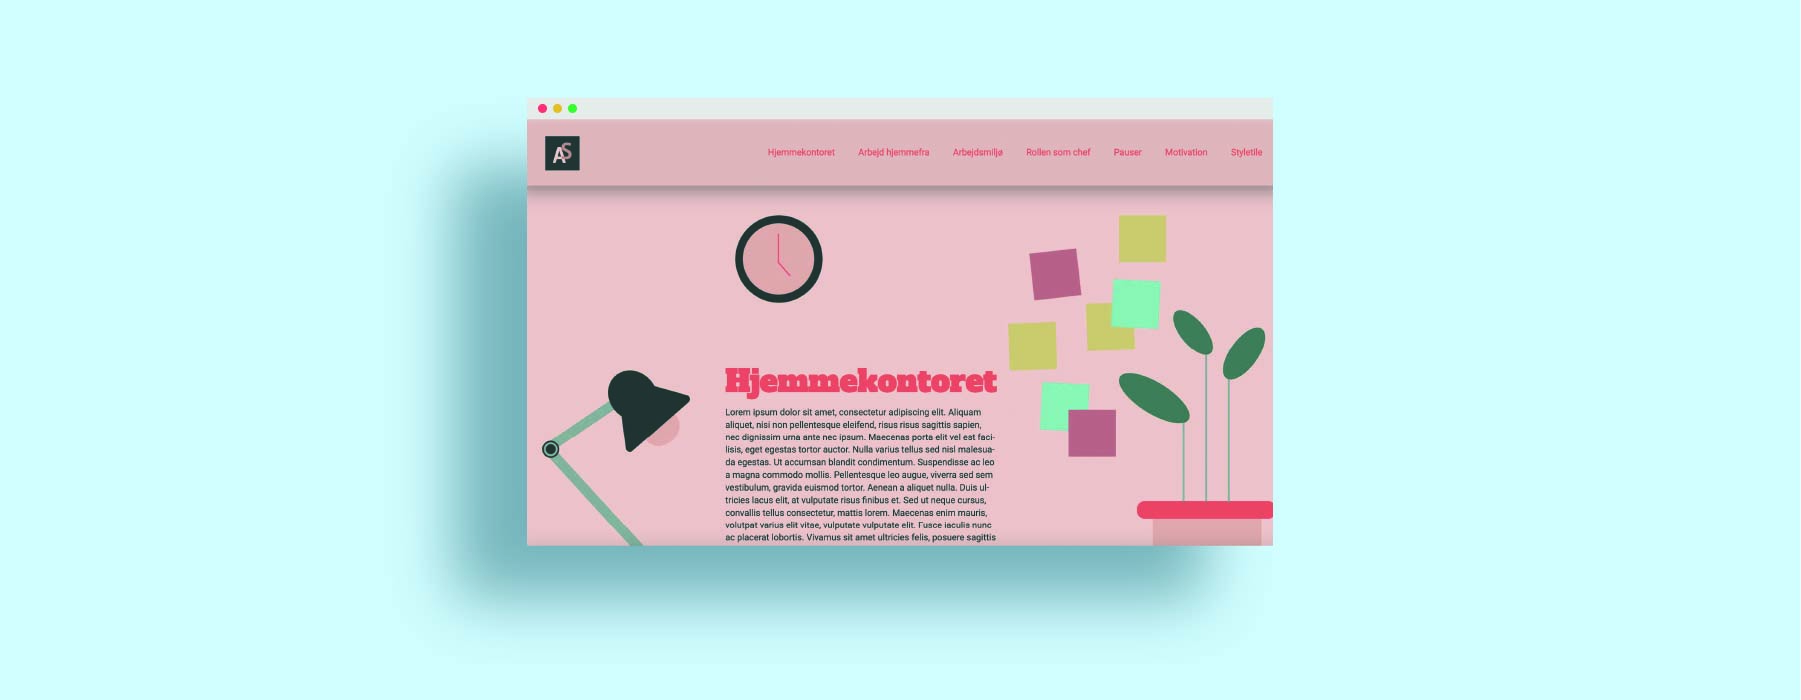 AS
Hjemmekontoret Arbejd hjemmefra Arbejdsmiljø Rollen som chef Pauser Motivation Styletile
Hjemmekontoret
Lorem ipsum dolor sit amet, consectetur adipiscing elit. Aliquam
aliquet, nisi non pellentesque eleifend, risus risus sagittis sapien,
nec dignissim urna ante nec ipsum. Maecenas porta elit vel est faci-
lisis, eget egestas tortor auctor. Nulla varius tellus sed nisl malesua-
da egestas. Ut accumsan blandit condimentum. Suspendisse ac leo
a magna commodo mollis. Pellentesque leo augue, viverra sed sem
vestibulum, gravida euismod tortor. Aenean a aliquet nulla. Duis ul-
tricies lacus elit, at vulputate risus finibus et. Sed ut neque cursus,
convallis tellus consectetur, mattis lorem. Maecenas enim mauris,
volutpat varius elit vitae, vulputate vulputate elit. Fusce iaculis nunc
ac placerat lobortis. Vivamus sit amet ultricies felis, posuere sagittis